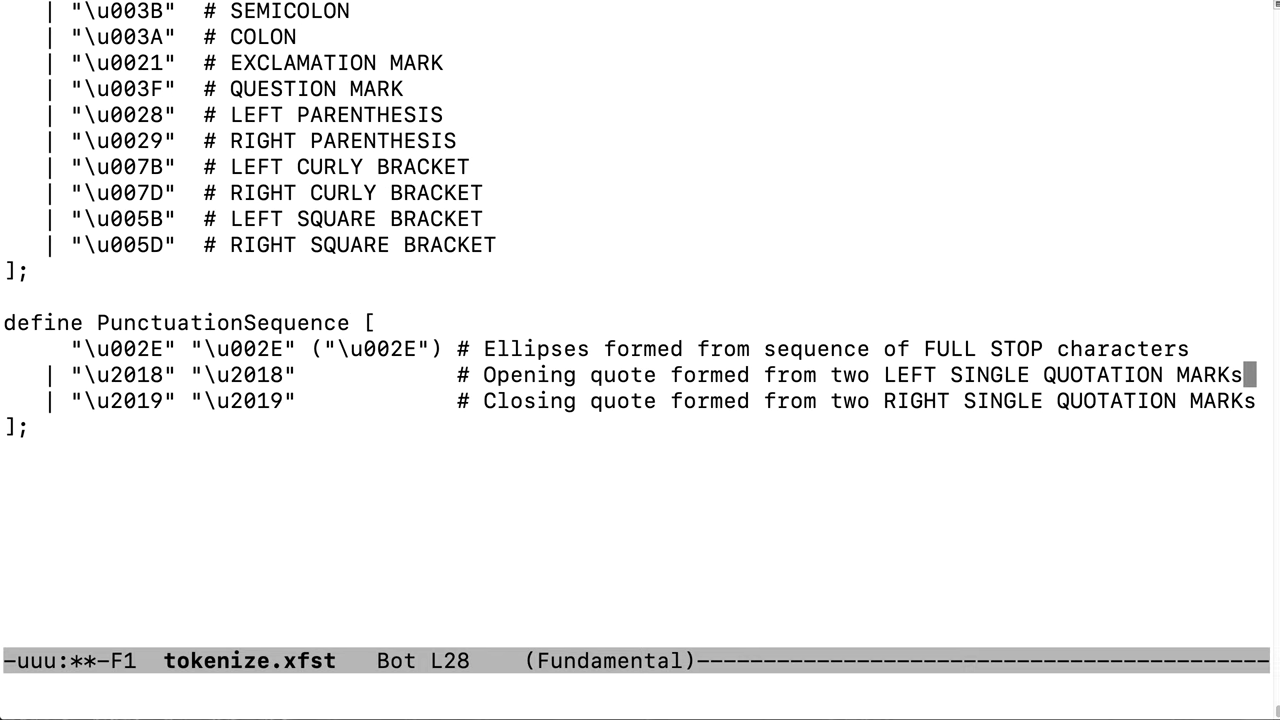 | "\u003B"  # SEMICOLON
| "\u003A"  # COLON
| "\u0021"  # EXCLAMATION MARK
| "\u003F"  # QUESTION MARK
| "\u0028"  # LEFT PARENTHESIS
| "\u0029"  # RIGHT PARENTHESIS
| "\u007B"  # LEFT CURLY BRACKET
| "\u007D"  # RIGHT CURLY BRACKET
| "\u005B"  # LEFT SQUARE BRACKET
| "\u005D"  # RIGHT SQUARE BRACKET
];
define PunctuationSequence [
"\u002E" "\u002E" ("\u002E") # Ellipses formed from sequence of FULL STOP characters
| "\u2018" "\u2018"            # Opening quote formed from two LEFT SINGLE QUOTATION MARKs
| "\u2019" "\u2019"            # Closing quote formed from two RIGHT SINGLE QUOTATION MARKs
];
-uuu:**-F1  tokenize.xfst   Bot L28    (Fundamental)-------------------------------------------